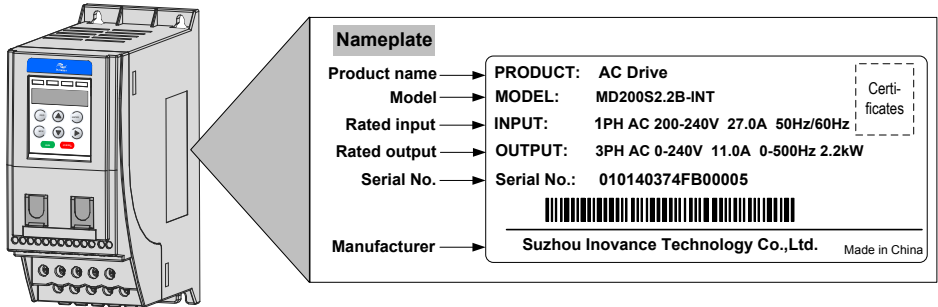 Nameplate
Product name PRODUCT: AC Drive
Model MODEL: MD200S2.2B-INT
Rated input INPUT: 1PH AC 200-240V 27.0A 50Hz/60Hz
Rated output OUTPUT: 3PH AC 0-240V 11.0A 0-500Hz 2.2kW
Serial No. Serial No.: 010140374FB00005
Certi-
ficates
Manufacturer Suzhou Inovance Technology Co.,Ltd. Made in China